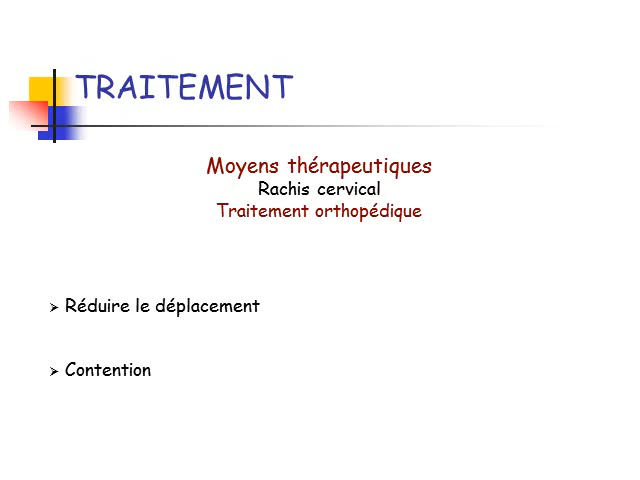 TRAITEMENT
Moyens thérapeutiques
Rachis cervical
Traitement orthopédique
➢ Réduire le déplacement
➢ Contention